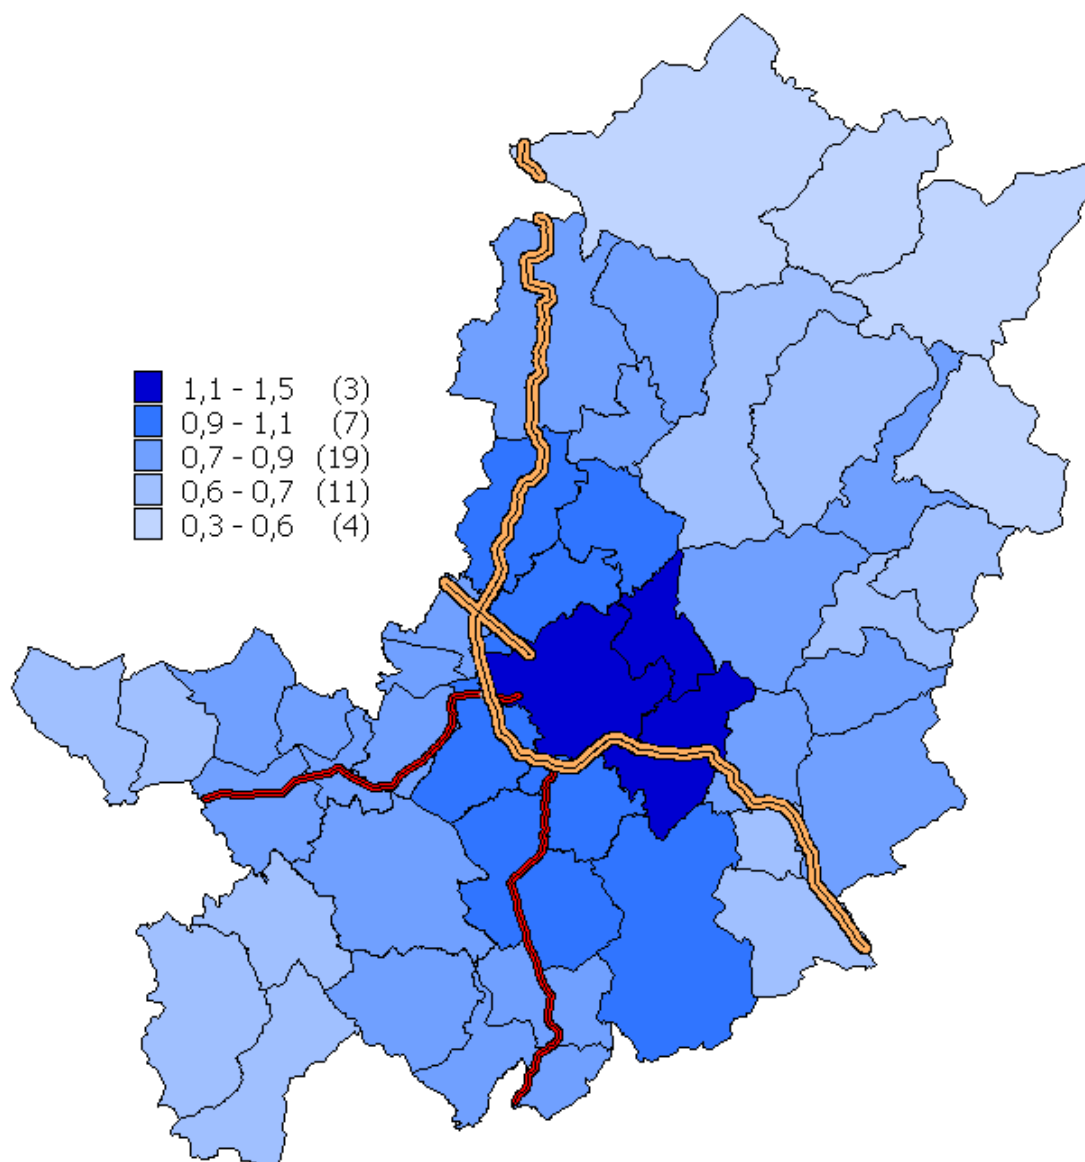 1,1 - 1,5 (3)
0,9 - 1,1 (7)
0,7 - 0,9 (19)
0,6 - 0,7 (11)
0,3 - 0,6 (4)